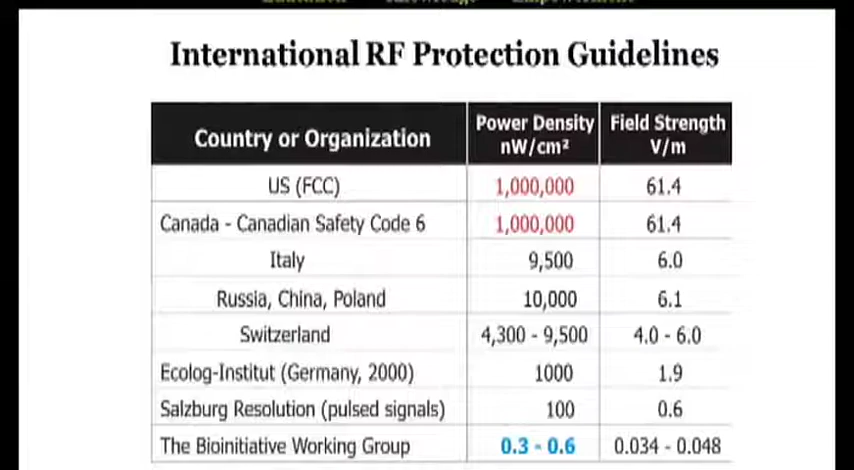 International RF Protection Guidelines
Country or Organization Power Density nW/cm² Field Strength V/m
US (FCC) 1,000,000 61.4
Canada - Canadian Safety Code 6 1,000,000 61.4
Italy 9,500 6.0
Russia, China, Poland 10,000 6.1
Switzerland 4,300 - 9,500 4.0 - 6.0
Ecolog-Institut (Germany, 2000) 1000 1.9
Salzburg Resolution (pulsed signals) 100 0.6
The Bioinitiative Working Group 0.3 - 0.6 0.034 - 0.048